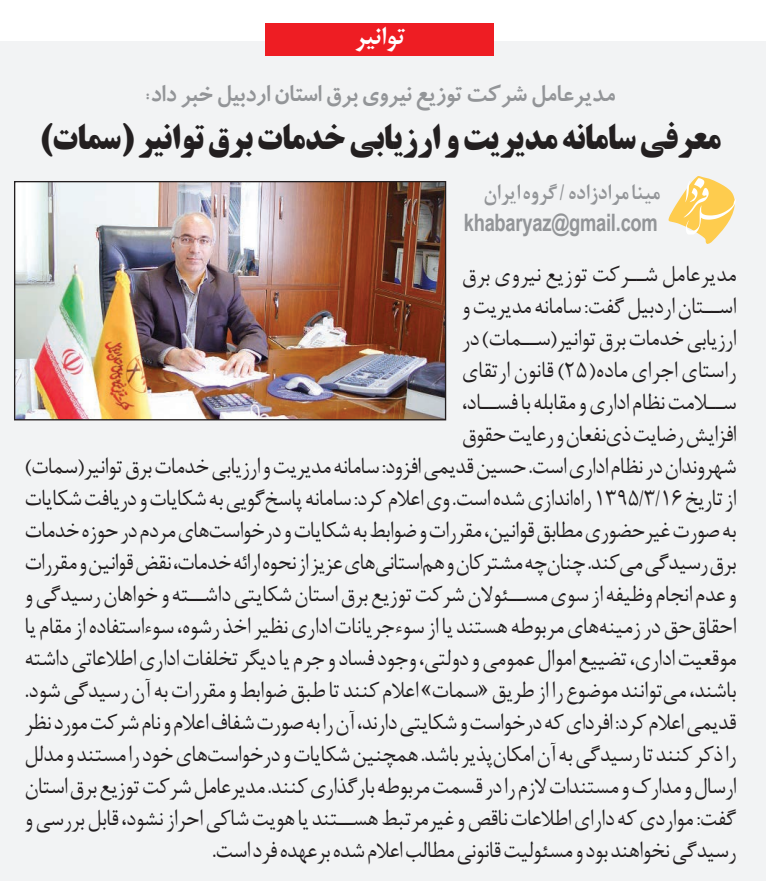 توانیر
مدیرعامل شرکت توزیع نیروی برق استان اردبیل خبر داد:
معرفی سامانه مدیریت و ارزیابی خدمات برق توانیر (سمات)
نسل فردا
مینا مرادزاده / گروه ایران
khabaryaz@gmail.com
مدیرعامل شــرکت توزیع نیروی برق
اســتان اردبیل گفت: سامانه مدیریت و
ارزیابی خدمات برق توانیر(ســمات) در
راستای اجرای ماده(۲۵) قانون ارتقای
ســلامت نظام اداری و مقابله با فســاد،
افزایش رضایت ذی‌نفعان و رعایت حقوق
شهروندان در نظام اداری است. حسین قدیمی افزود: سامانه مدیریت و ارزیابی خدمات برق توانیر(سمات)
از تاریخ ۱۳۹۵/۳/۱۶ راه‌اندازی شده است. وی اعلام کرد: سامانه پاسخ‌گویی به شکایات و دریافت شکایات
به صورت غیرحضوری مطابق قوانین، مقررات و ضوابط به شکایات و درخواست‌های مردم در حوزه خدمات
برق رسیدگی می‌کند. چنان‌چه مشترکان و هم‌استانی‌های عزیز از نحوه ارائه خدمات، نقض قوانین و مقررات
و عدم انجام وظیفه از سوی مســئولان شرکت توزیع برق استان شکایتی داشــته و خواهان رسیدگی و
احقاق‌حق در زمینه‌های مربوطه هستند یا از سوءجریانات اداری نظیر اخذ رشوه، سوءاستفاده از مقام یا
موقعیت اداری، تضییع اموال عمومی و دولتی، وجود فساد و جرم یا دیگر تخلفات اداری اطلاعاتی داشته
باشند، می‌توانند موضوع را از طریق «سمات» اعلام کنند تا طبق ضوابط و مقررات به آن رسیدگی شود.
قدیمی اعلام کرد: افردای که درخواست و شکایتی دارند، آن را به صورت شفاف اعلام و نام شرکت مورد نظر
را ذکر کنند تا رسیدگی به آن امکان‌پذیر باشد. همچنین شکایات و درخواست‌های خود را مستند و مدلل
ارسال و مدارک و مستندات لازم را در قسمت مربوطه بارگذاری کنند. مدیرعامل شرکت توزیع برق استان
گفت: مواردی که دارای اطلاعات ناقص و غیرمرتبط هســتند یا هویت شاکی احراز نشود، قابل بررسی و
رسیدگی نخواهند بود و مسئولیت قانونی مطالب اعلام شده برعهده فرد است.